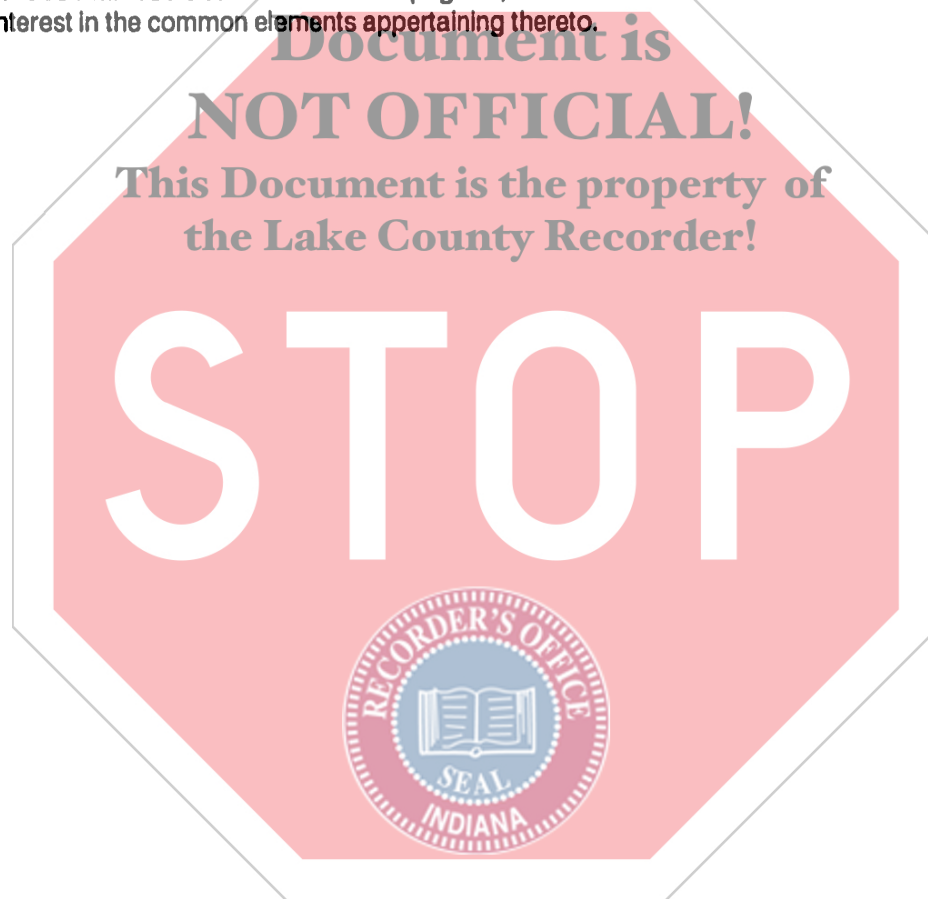 nterest in the common elements appertaining thereto.
Document is
NOT OFFICIAL!
This Document is the property of
the Lake County Recorder!
STOP
RECORDER'S OFFICE
SEAL
INDIANA